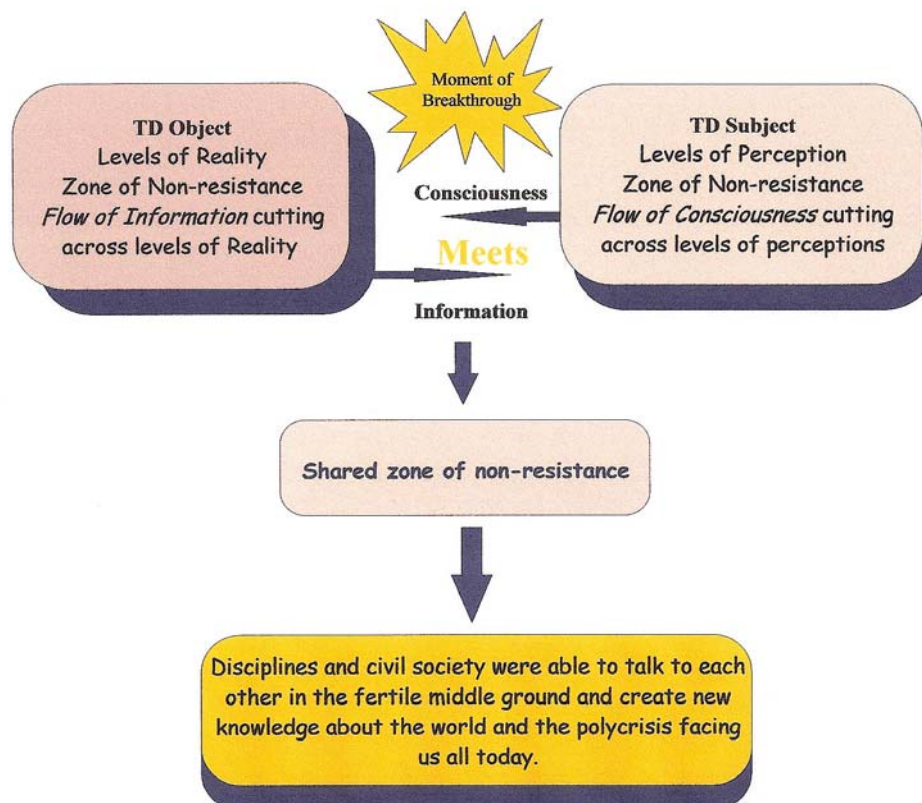 Moment of
Breakthrough
TD Object
Levels of Reality
Zone of Non-resistance
Flow of Information cutting
across levels of Reality
Consciousness
Meets
Information
TD Subject
Levels of Perception
Zone of Non-resistance
Flow of Consciousness cutting
across levels of perceptions
Shared zone of non-resistance
Disciplines and civil society were able to talk to each
other in the fertile middle ground and create new
knowledge about the world and the polycrisis facing
us all today.